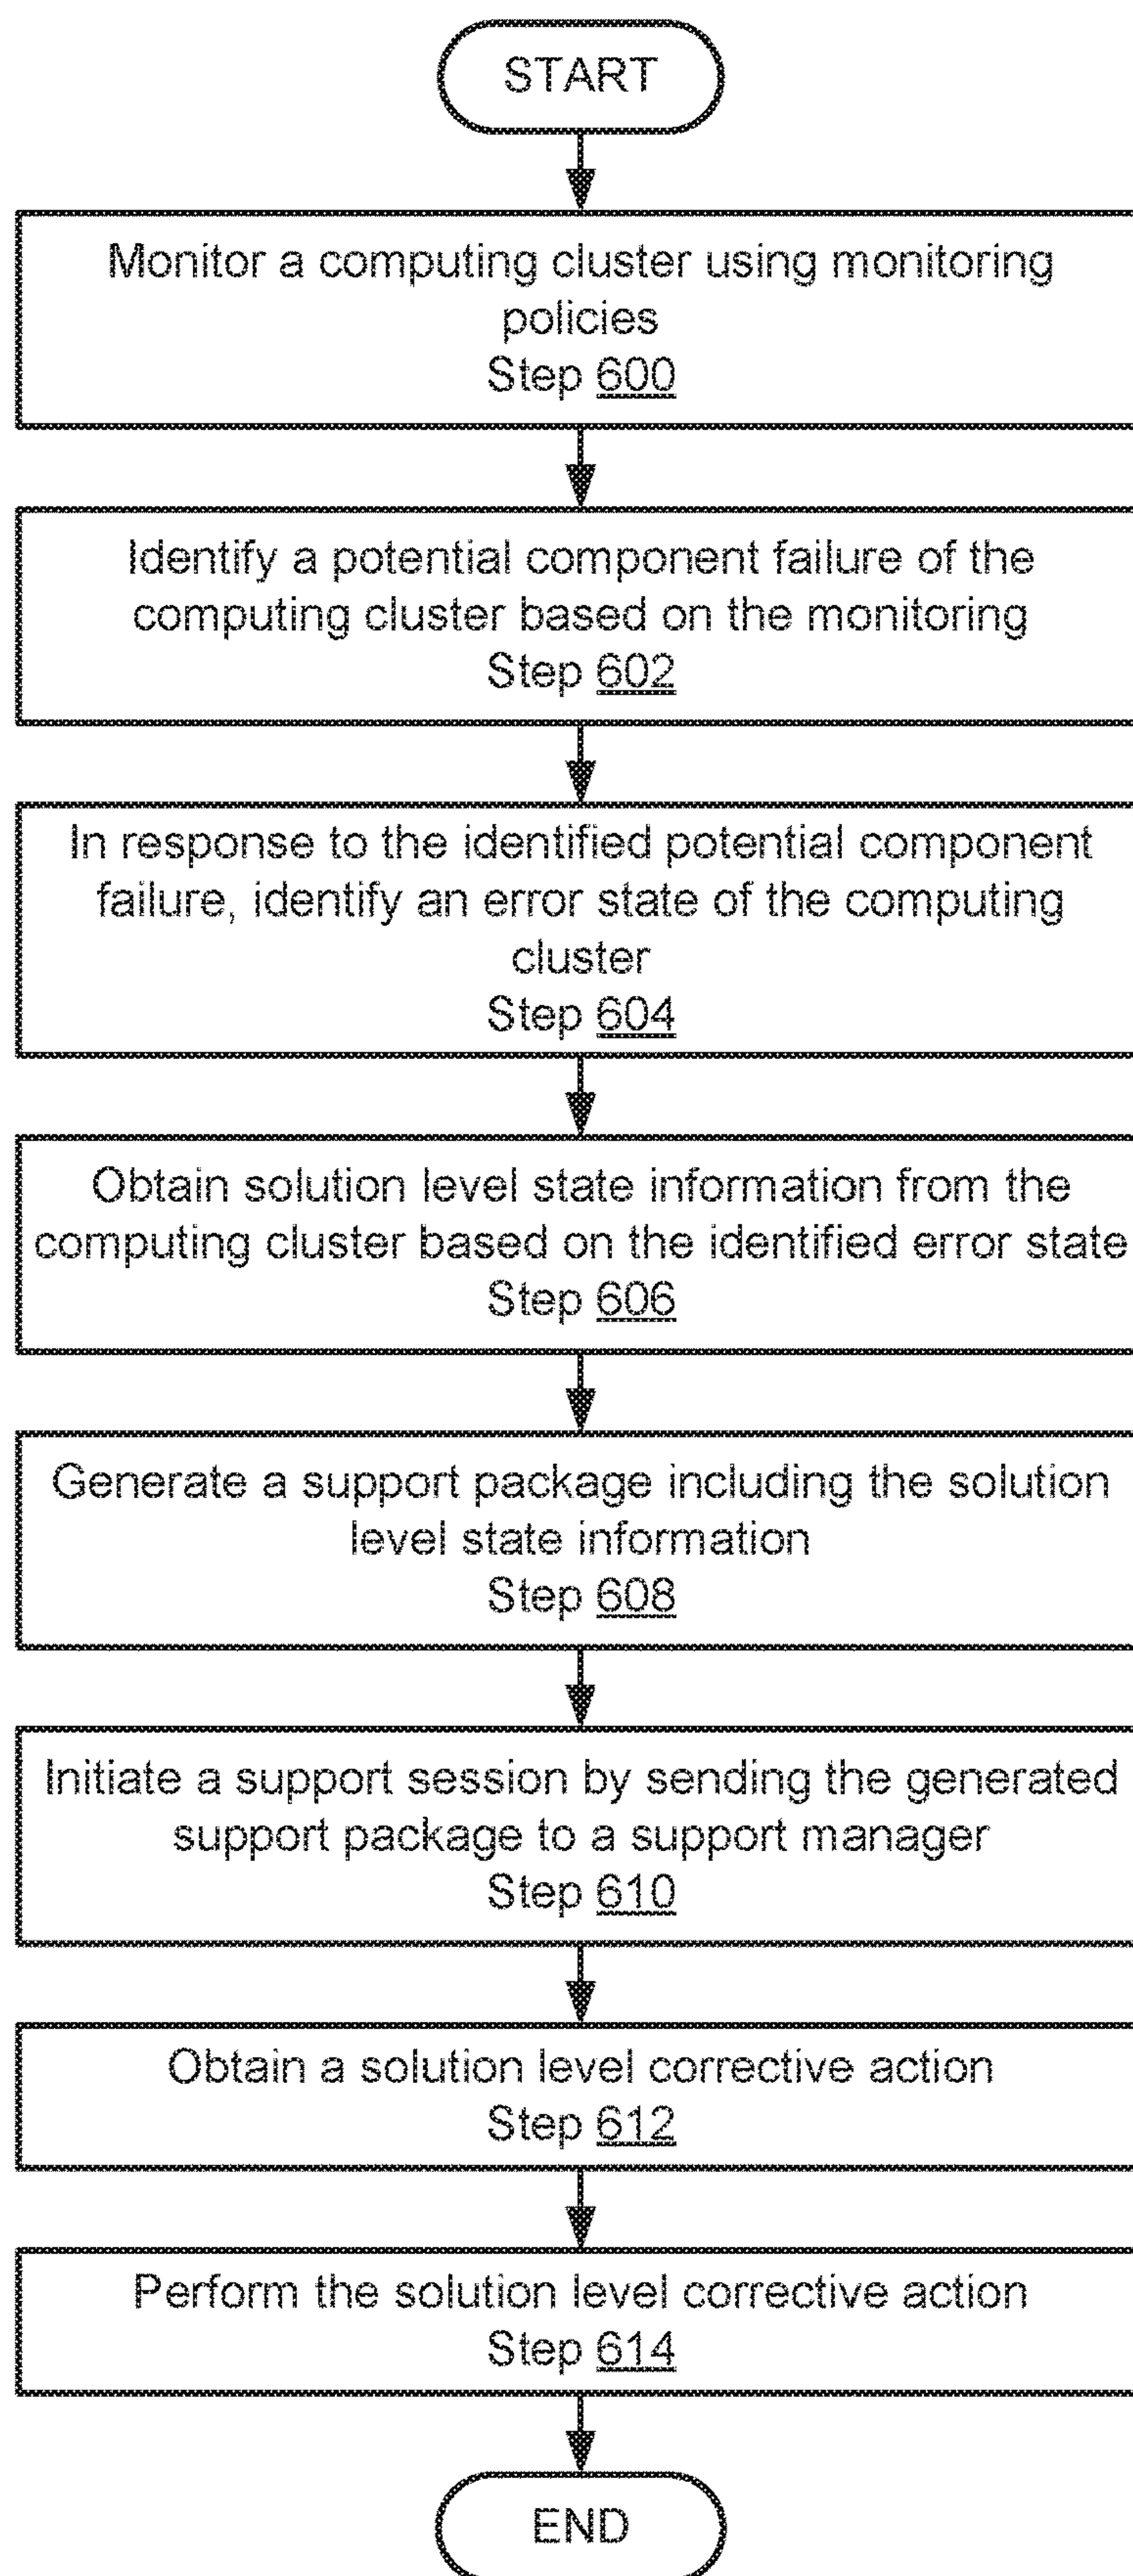 START
Monitor a computing cluster using monitoring
policies
Step 600
Identify a potential component failure of the
computing cluster based on the monitoring
Step 602
In response to the identified potential component
failure, identify an error state of the computing
cluster
Step 604
Obtain solution level state information from the
computing cluster based on the identified error state
Step 606
Generate a support package including the solution
level state information
Step 608
Initiate a support session by sending the generated
support package to a support manager
Step 610
Obtain a solution level corrective action
Step 612
Perform the solution level corrective action
Step 614
END